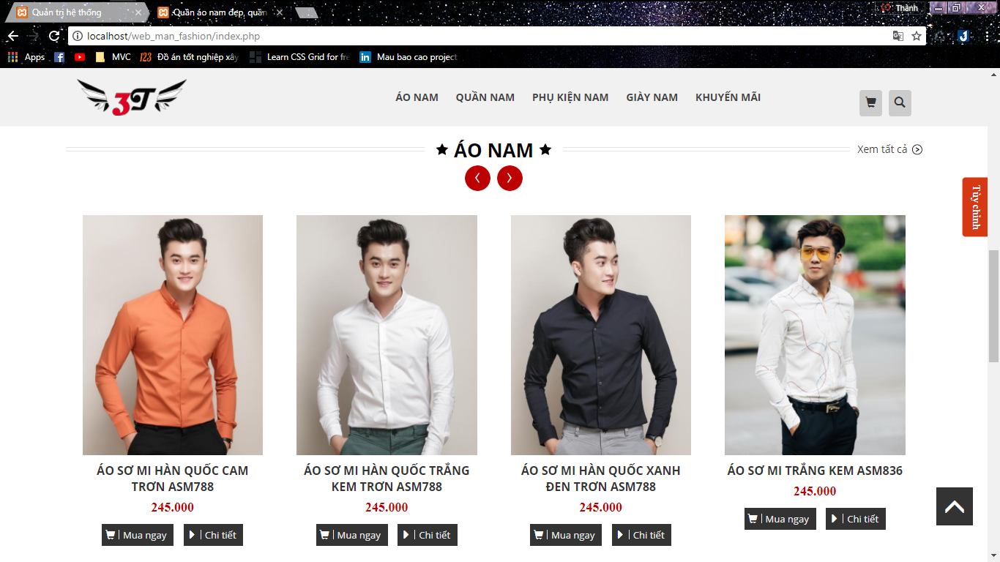 Quản trị hệ thống
Quần áo nam đẹp, quần
Thành
localhost/web_man_fashion/index.php
Apps
MVC
123
Đồ án tốt nghiệp xây
Learn CSS Grid for fre
in
Mau bao cao project
3T
ÁO NAM
QUẦN NAM
PHỤ KIỆN NAM
GIÀY NAM
KHUYẾN MÃI
ÁO NAM
Xem tất cả
Tùy chỉnh
ÁO SƠ MI HÀN QUỐC CAM
TRƠN ASM788
245.000
Mua ngay
Chi tiết
ÁO SƠ MI HÀN QUỐC TRẮNG
KEM TRƠN ASM788
245.000
Mua ngay
Chi tiết
ÁO SƠ MI HÀN QUỐC XANH
ĐEN TRƠN ASM788
245.000
Mua ngay
Chi tiết
ÁO SƠ MI TRẮNG KEM ASM836
245.000
Mua ngay
Chi tiết